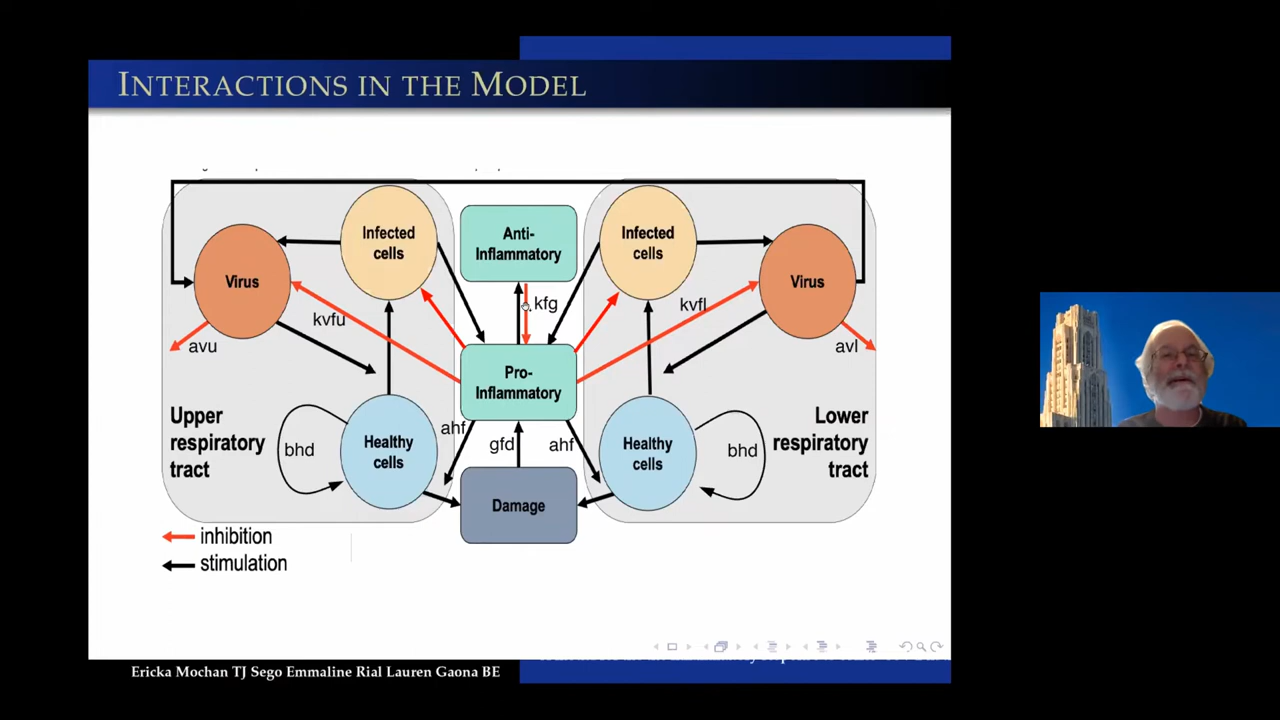 INTERACTIONS IN THE MODEL
Infected
cells
Anti-
Inflammatory
Infected
cells
Virus
Virus
kfg
kvfu
kvfl
avu
avl
Pro-
Inflammatory
Upper
respiratory
tract
Lower
respiratory
tract
bhd
Healthy
cells
ahf
gfd
ahf
Healthy
cells
bhd
Damage
inhibition
stimulation
Ericka Mochan TJ Sego Emmaline Rial Lauren Gaona BE